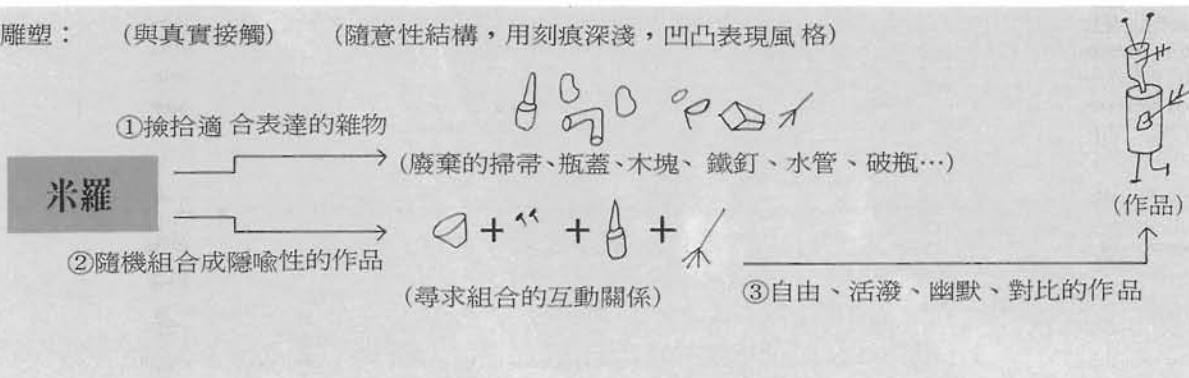 雕塑： (與真實接觸) (隨意性結構，用刻痕深淺，凹凸表現風格)
①撿拾適合表達的雜物
(廢棄的掃帚、瓶蓋、木塊、鐵釘、水管、破瓶…)
米羅
(作品)
②隨機組合成隱喻性的作品
+ + +
(尋求組合的互動關係)
③自由、活潑、幽默、對比的作品